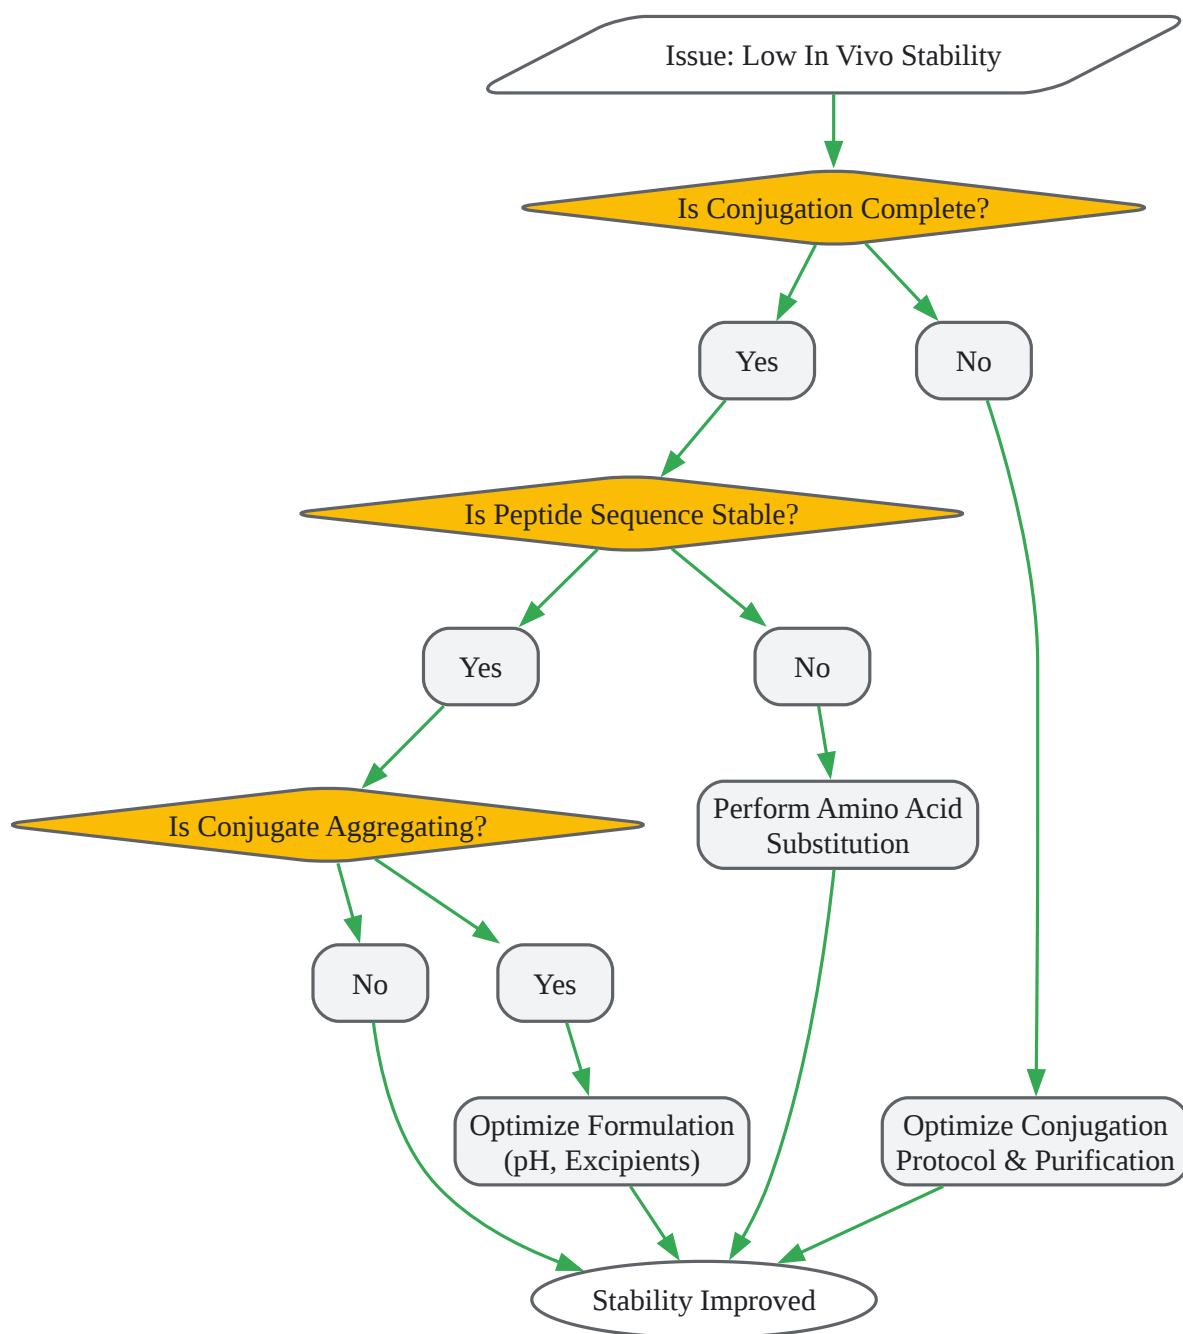 Issue: Low In Vivo Stability
Is Conjugation Complete?
Yes
No
Is Peptide Sequence Stable?
Yes
No
Perform Amino Acid
Substitution
Is Conjugate Aggregating?
No
Yes
Optimize Formulation
(pH, Excipients)
Optimize Conjugation
Protocol & Purification
Stability Improved